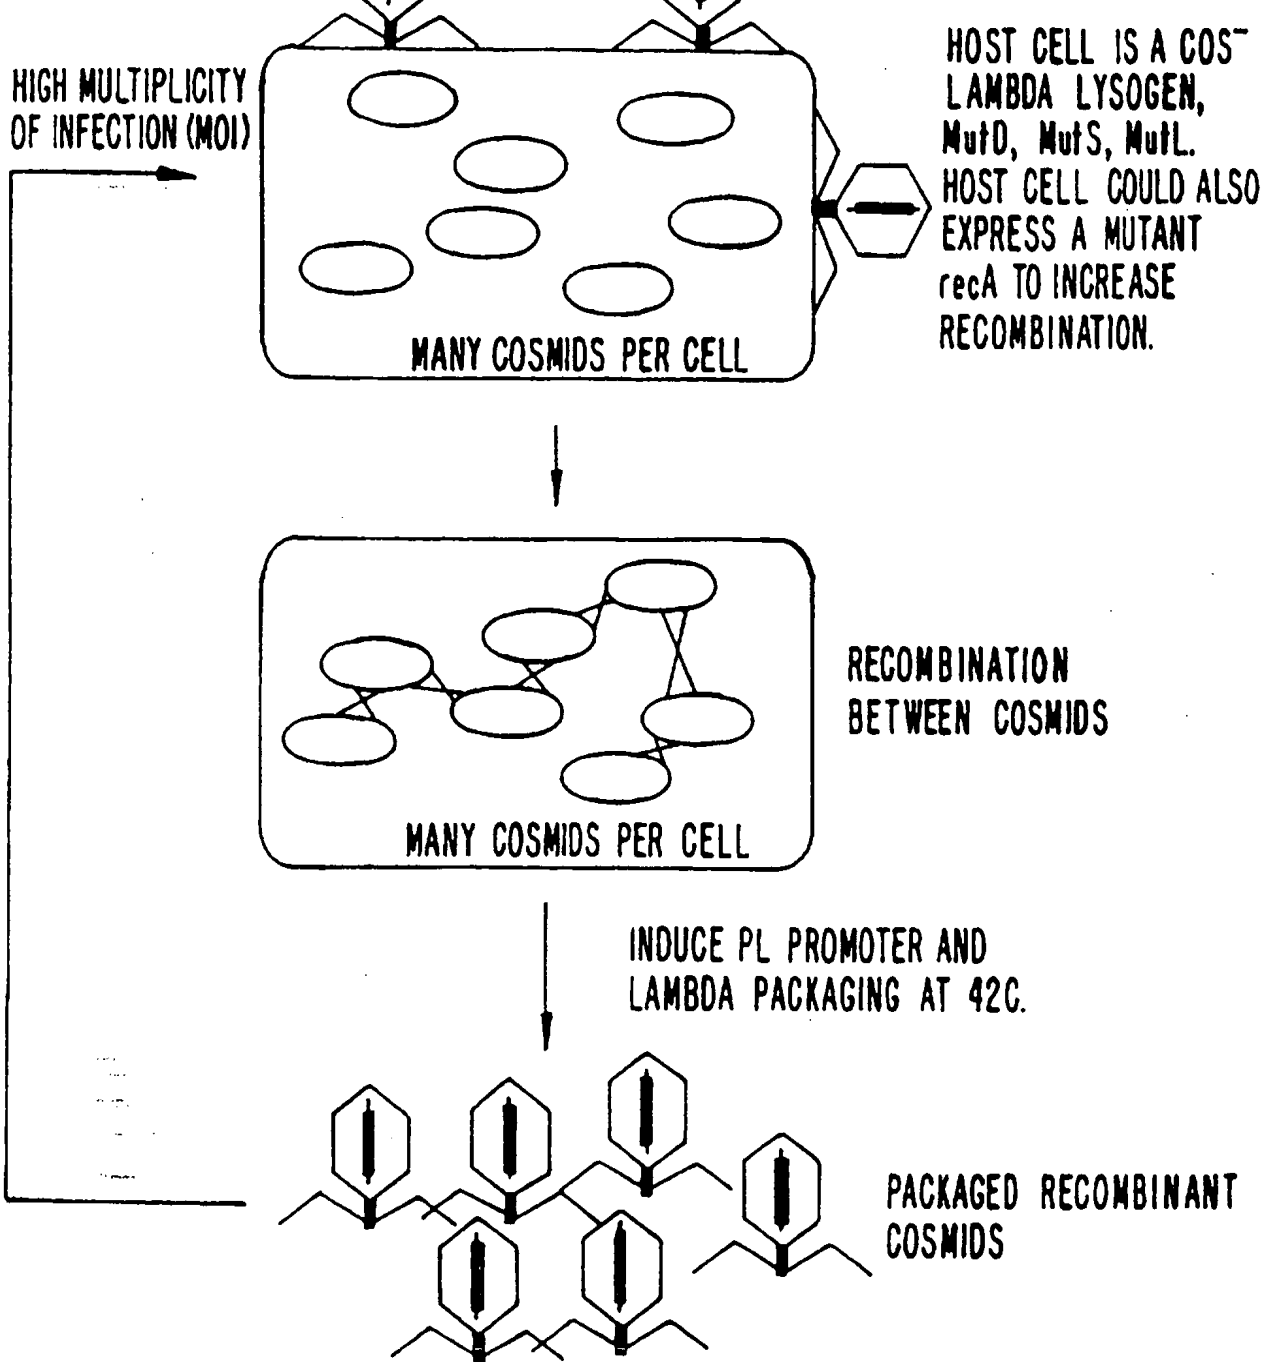 HIGH MULTIPLICITY
OF INFECTION (MOI)
HOST CELL IS A COS⁻
LAMBDA LYSOGEN,
MutD, MutS, MutL.
HOST CELL COULD ALSO
EXPRESS A MUTANT
recA TO INCREASE
RECOMBINATION.
MANY COSMIDS PER CELL
RECOMBINATION
BETWEEN COSMIDS
MANY COSMIDS PER CELL
INDUCE PL PROMOTER AND
LAMBDA PACKAGING AT 42C.
PACKAGED RECOMBINANT
COSMIDS